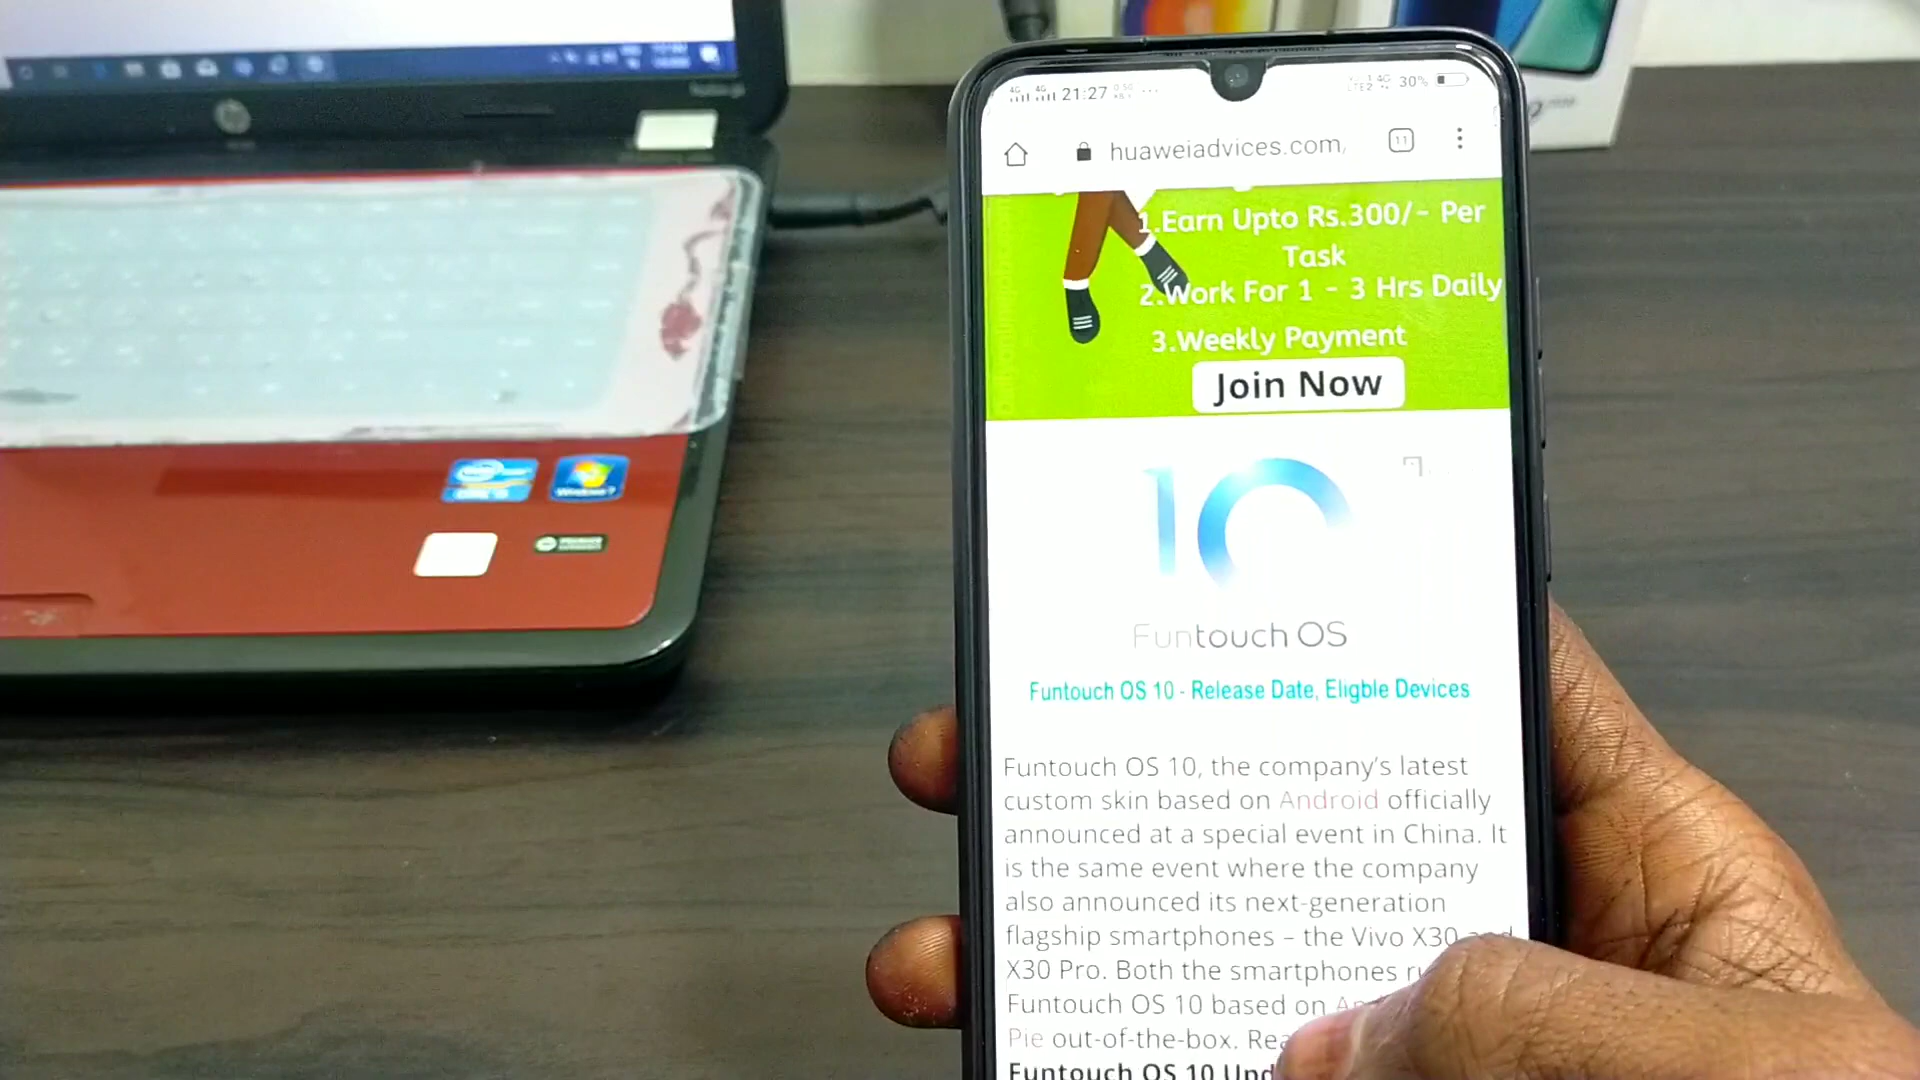 21:27
30%
huaweiadvices.com/
11
1.Earn Upto Rs.300/- Per
Task
2.Work For 1 - 3 Hrs Daily
3.Weekly Payment
Join Now
10
Funtouch OS
Funtouch OS 10 - Release Date, Eligble Devices
Funtouch OS 10, the company's latest
custom skin based on Android officially
announced at a special event in China. It
is the same event where the company
also announced its next-generation
flagship smartphones – the Vivo X30 and
X30 Pro. Both the smartphones
Funtouch OS 10 based on
Pie out-of-the-box.
Funtouch OS 10
hp
Windows 7